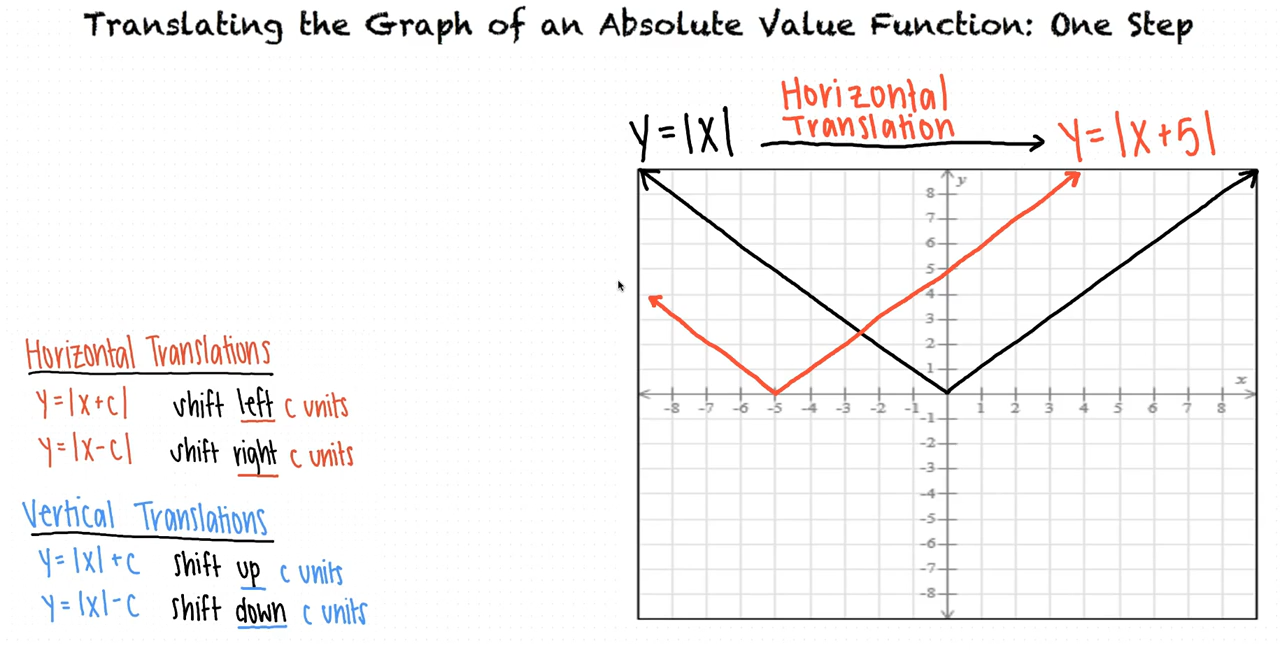 Translating the Graph of an Absolute Value Function: One Step
Horizontal
Translation
y=|x|
y=|x+5|
y
8
7
6
5
4
3
2
1
x
-8 -7 -6 -5 -4 -3 -2 -1 1 2 3 4 5 6 7 8
-1
-2
-3
-4
-5
-6
-7
-8
Horizontal Translations
y=|x+c| shift left c units
y=|x-c| shift right c units
Vertical Translations
y=|x|+c shift up c units
y=|x|-c shift down c units